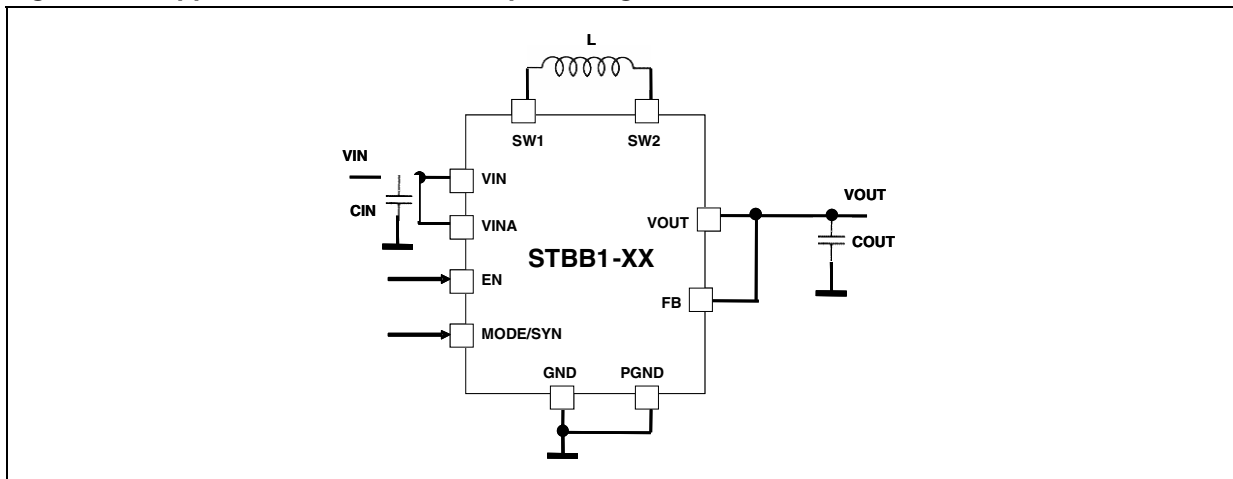 L
SW1
SW2
VIN
VIN
CIN
VINA
VOUT
VOUT
COUT
STBB1-XX
EN
FB
MODE/SYN
GND
PGND